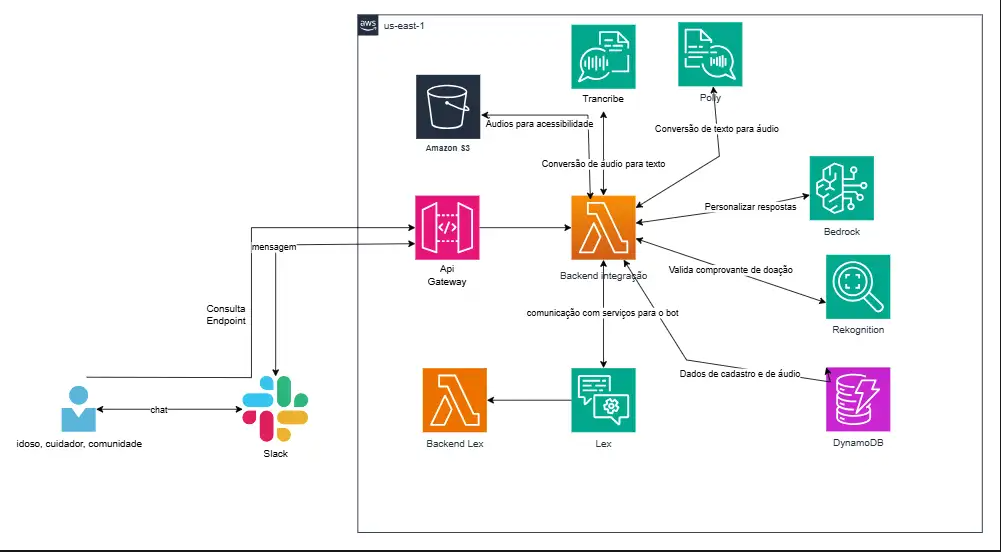 aws
us-east-1
Trancribe
Polly
Áudios para acessibilidade
Conversão de texto para áudio
Amazon S3
Conversão de áudio para texto
Personalizar respostas
Bedrock
mensagem
Api
Gateway
Backend integração
Valida comprovante de doação
Consulta
Endpoint
comunicação com serviços para o bot
Rekognition
Dados de cadastro e de áudio
chat
idoso, cuidador, comunidade
Slack
Backend Lex
Lex
DynamoDB